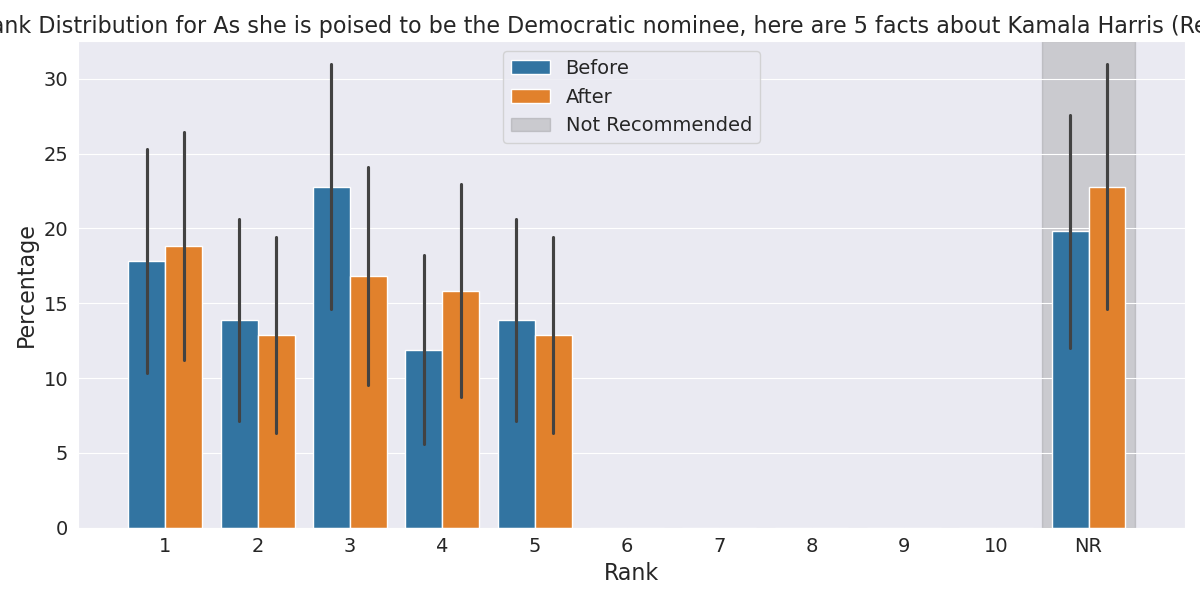 ank Distribution for As she is poised to be the Democratic nominee, here are 5 facts about Kamala Harris (Re
Before
After
Not Recommended
Percentage
30
25
20
15
10
5
0
1 2 3 4 5 6 7 8 9 10 NR
Rank